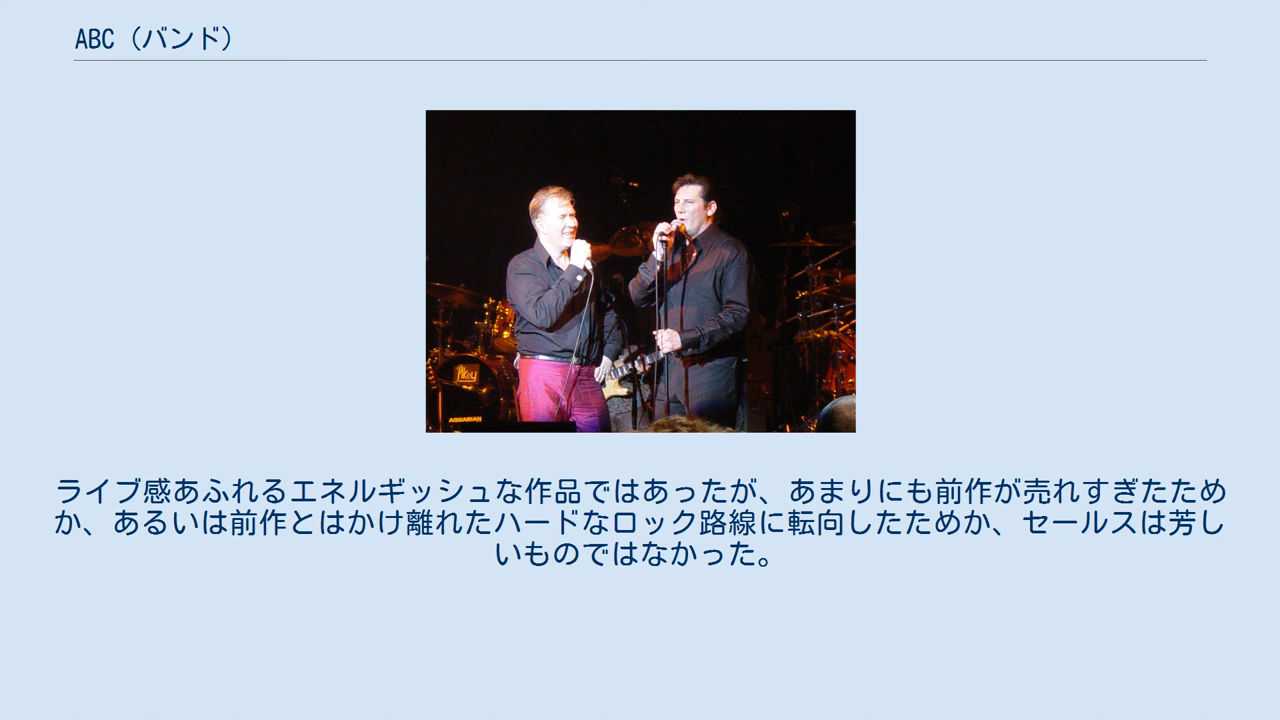 ABC（バンド）
Pkey
AQUARIAN
ライブ感あふれるエネルギッシュな作品ではあったが、あまりにも前作が売れすぎたため
か、あるいは前作とはかけ離れたハードなロック路線に転向したためか、セールスは芳し
いものではなかった。